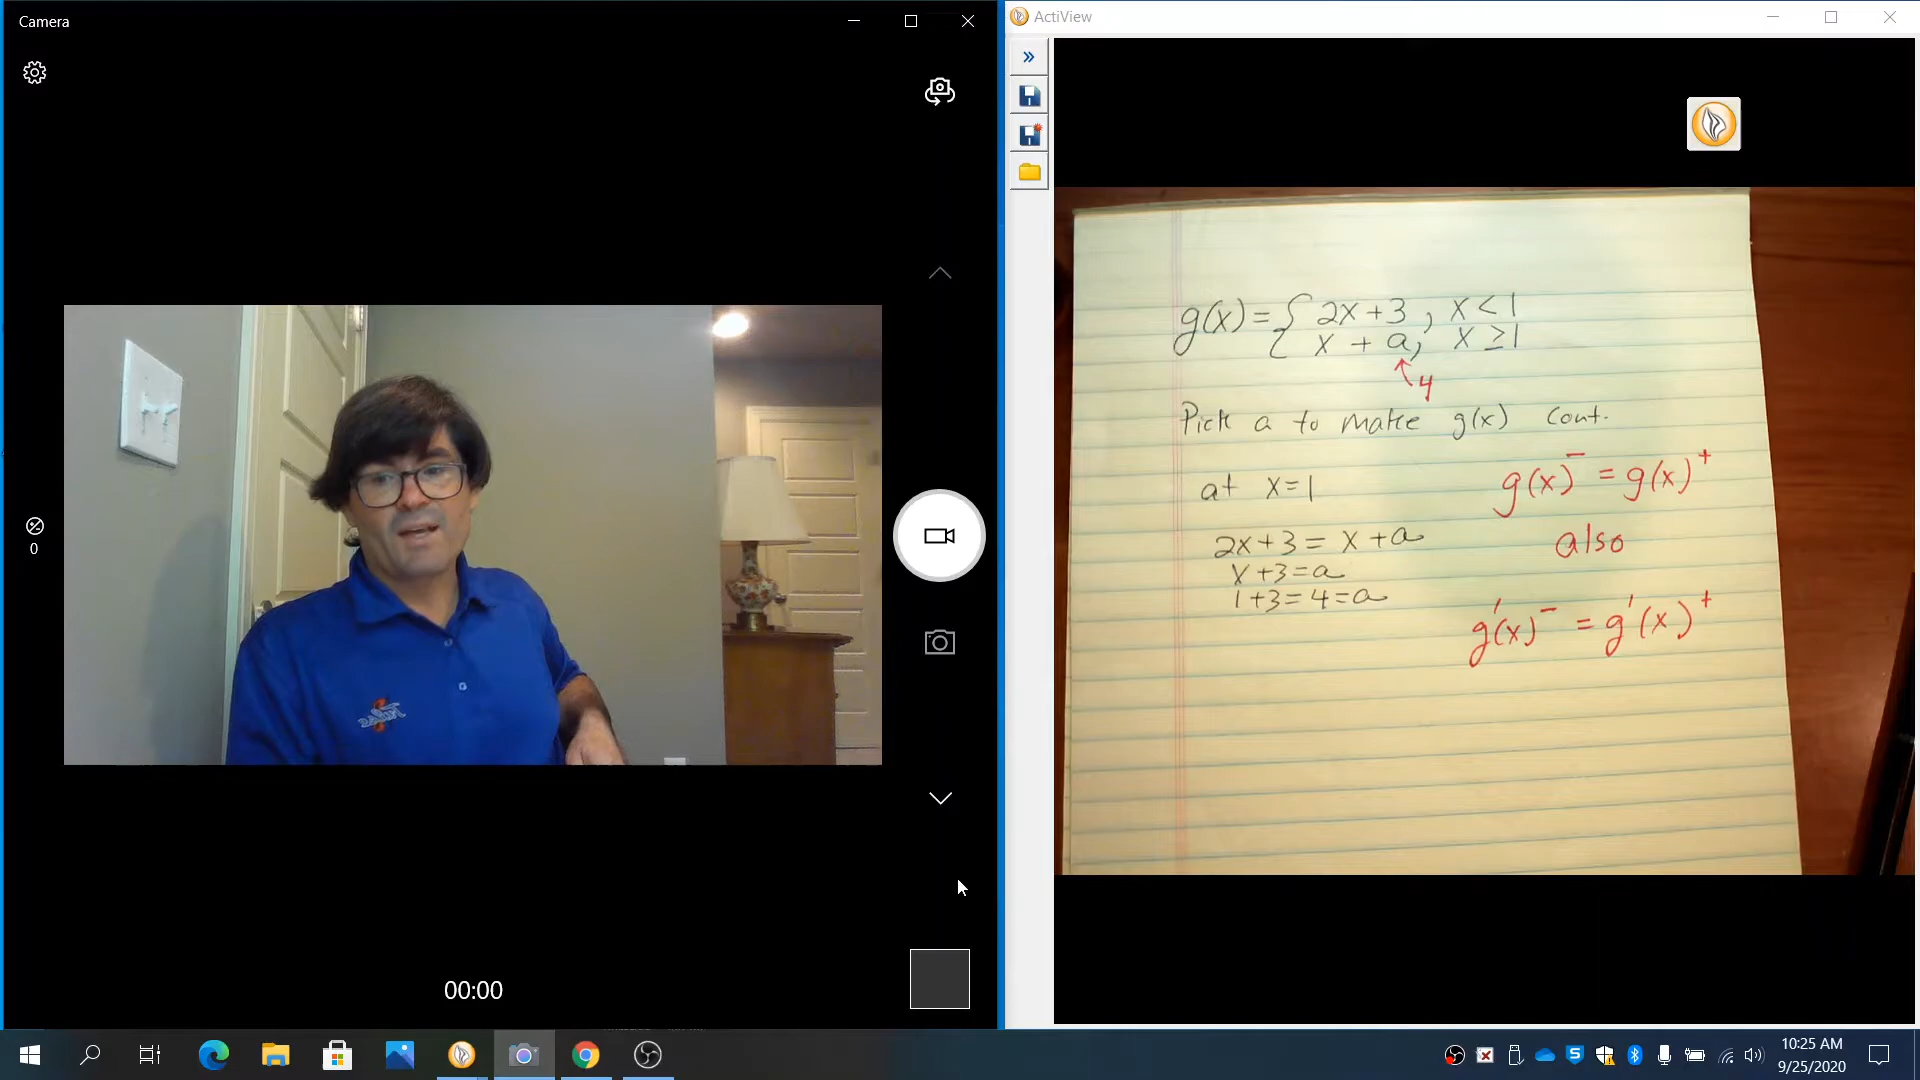 Camera
ActiView
0
00:00
g(x) = { 2x+3, x < 1
x + a, x ≥ 1
4
Pick a to make g(x) cont.
at x=1
2x+3 = x+a
x+3=a
1+3=4=a
g(x)⁻ = g(x)⁺
also
g'(x)⁻ = g'(x)⁺
10:25 AM
9/25/2020